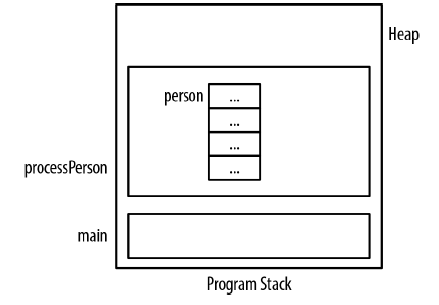 Heap
person
...
...
...
...
processPerson
main
Program Stack